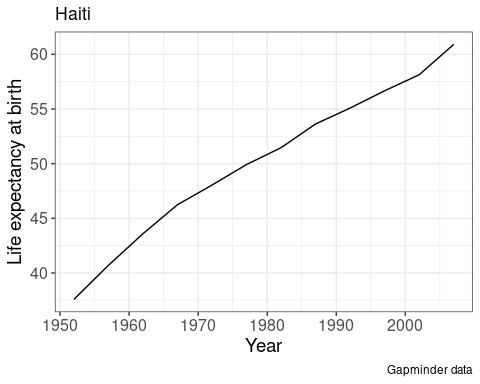 Haiti
60
55
50
45
40
Life expectancy at birth
1950 1960 1970 1980 1990 2000
Year
Gapminder data